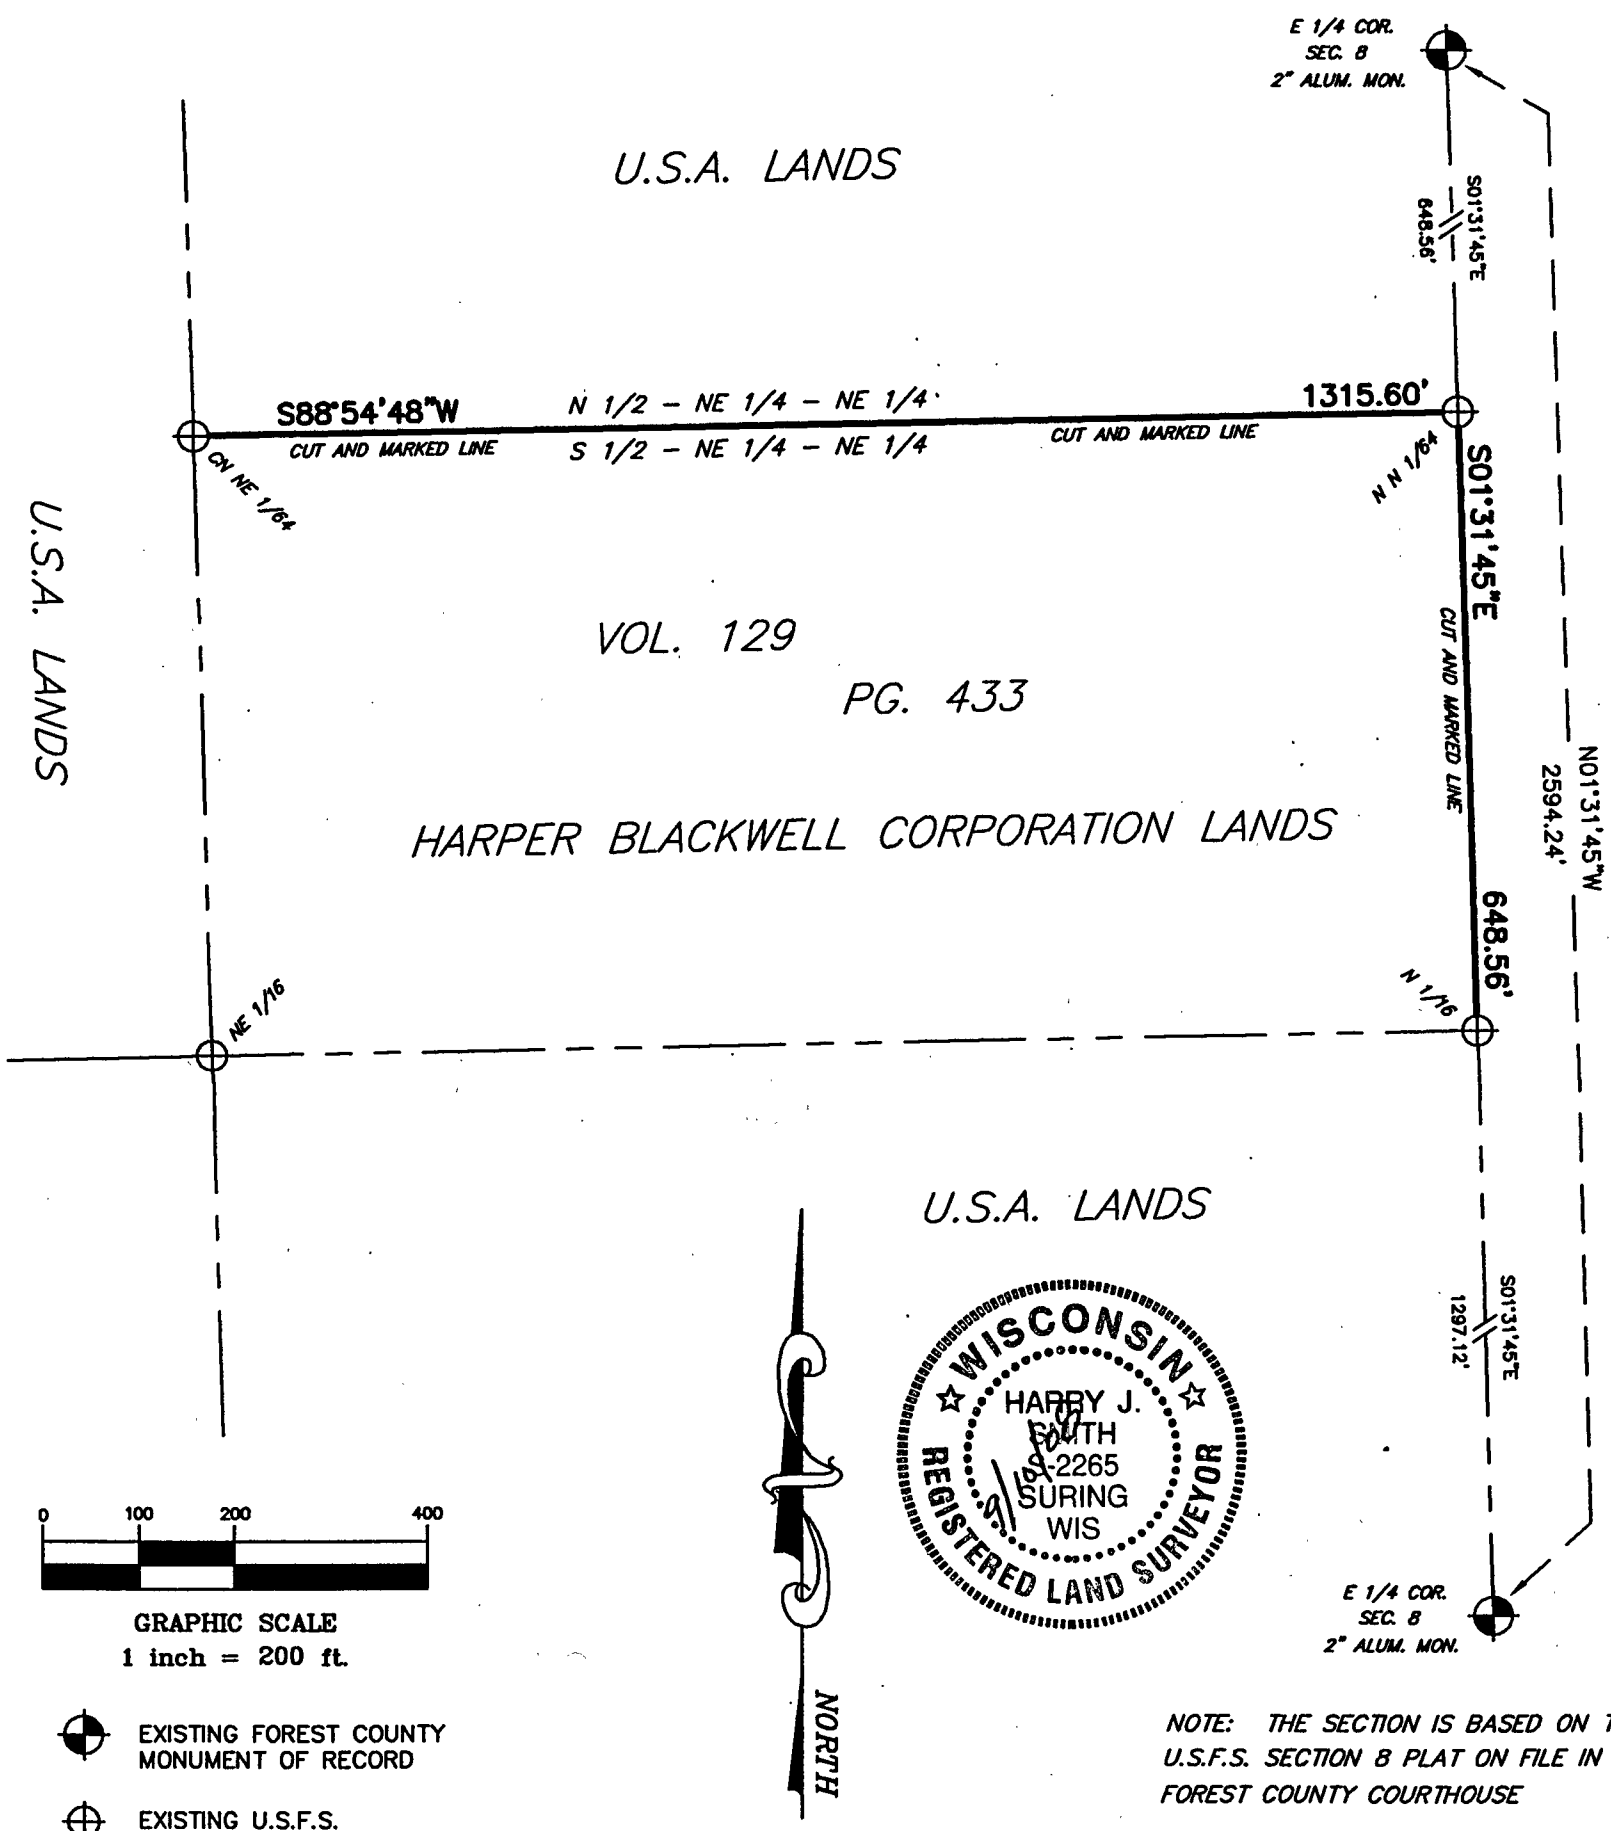 E 1/4 COR.
SEC. 8
2" ALUM. MON.
U.S.A. LANDS
S01°31'45"E
648.56'
S88°54'48"W
N 1/2 - NE 1/4 - NE 1/4
1315.60'
CUT AND MARKED LINE
S 1/2 - NE 1/4 - NE 1/4
CUT AND MARKED LINE
CN NE 1/64
N N 1/64
S01°31'45"E
U.S.A. LANDS
CUT AND MARKED LINE
VOL. 129
PG. 433
N01°31'45"W
2594.24'
HARPER BLACKWELL CORPORATION LANDS
648.56'
NE 1/16
N 1/16
U.S.A. LANDS
S01°31'45"E
1297.12'
WISCONSIN
HARRY J.
SMITH
S-2265
SURING
WIS
REGISTERED LAND SURVEYOR
0 100 200 400
GRAPHIC SCALE
1 inch = 200 ft.
E 1/4 COR.
SEC. 8
2" ALUM. MON.
NORTH
EXISTING FOREST COUNTY
MONUMENT OF RECORD
EXISTING U.S.F.S.
NOTE: THE SECTION IS BASED ON
U.S.F.S. SECTION 8 PLAT ON FILE IN
FOREST COUNTY COURTHOUSE